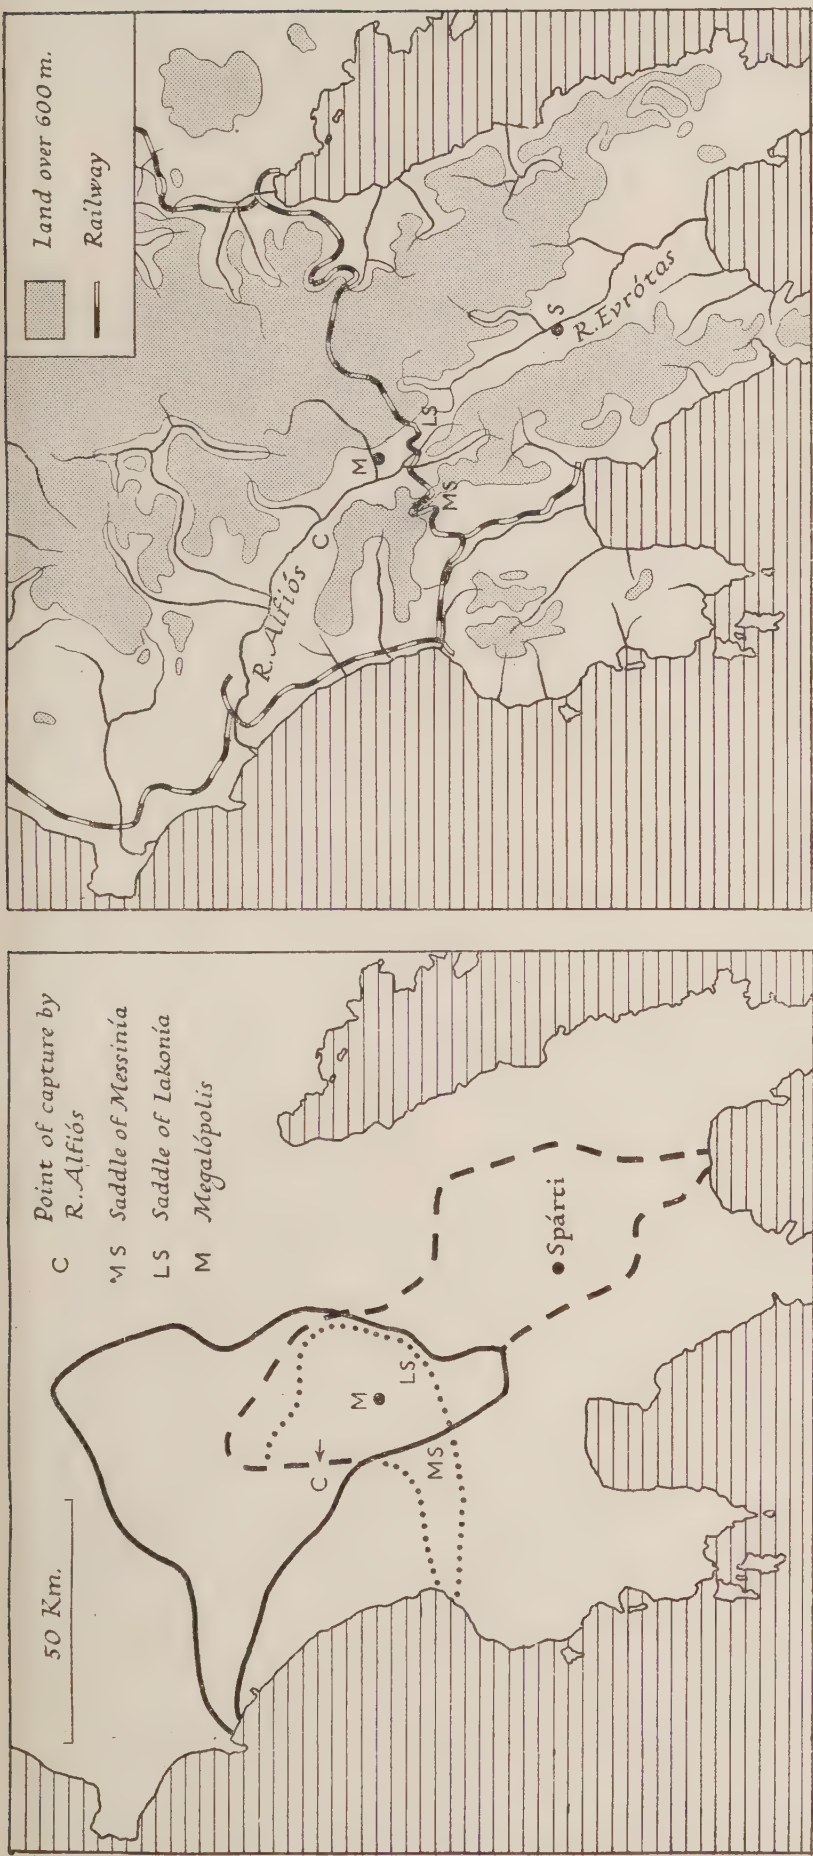 50 Km.
C Point of capture by
R. Alfiós
MS Saddle of Messinía
LS Saddle of Lakonía
M Megalópolis
C
M
LS
MS
Spárti
Land over 600 m.
Railway
R. Alfiós
C
M
LS
MS
S
R. Evrótas